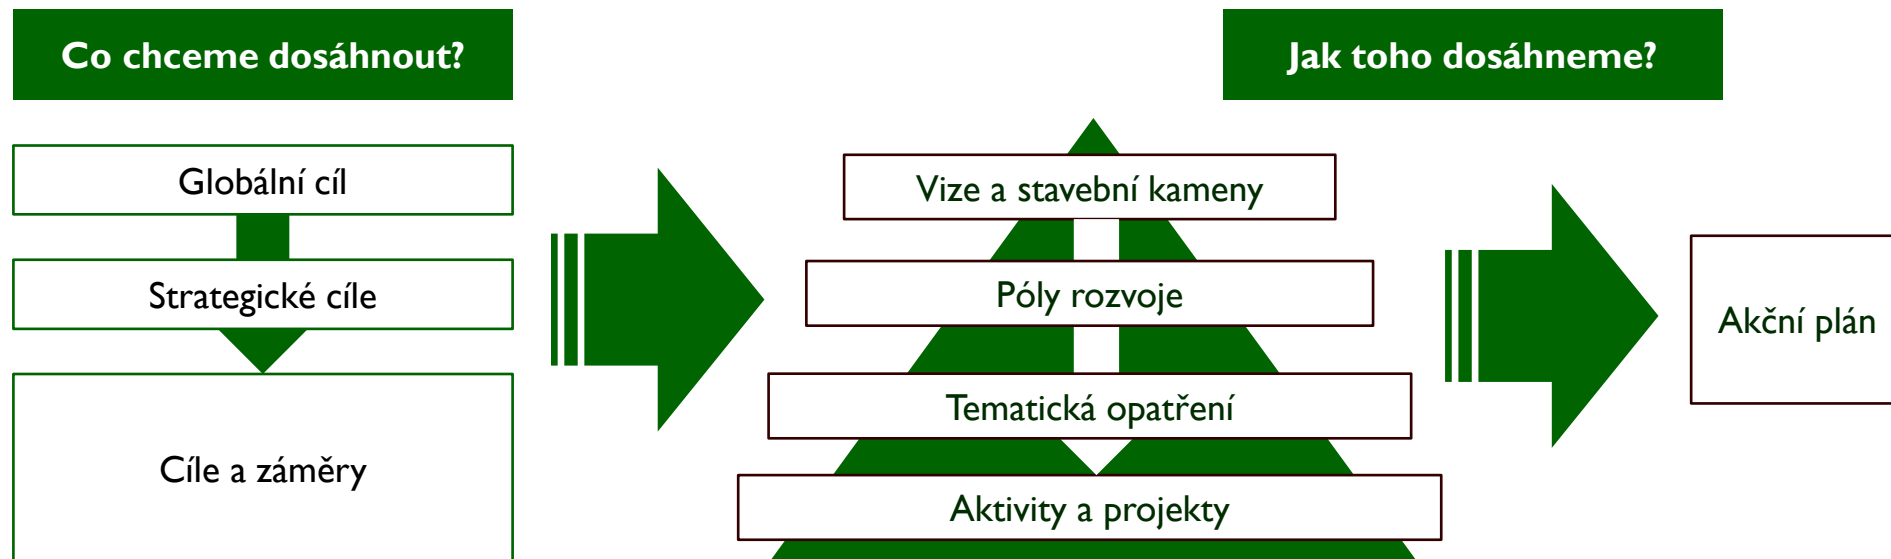 Co chceme dosáhnout?
Jak toho dosáhneme?
Globální cíl
Strategické cíle
Cíle a záměry
Vize a stavební kameny
Póly rozvoje
Tematická opatření
Aktivity a projekty
Akční plán